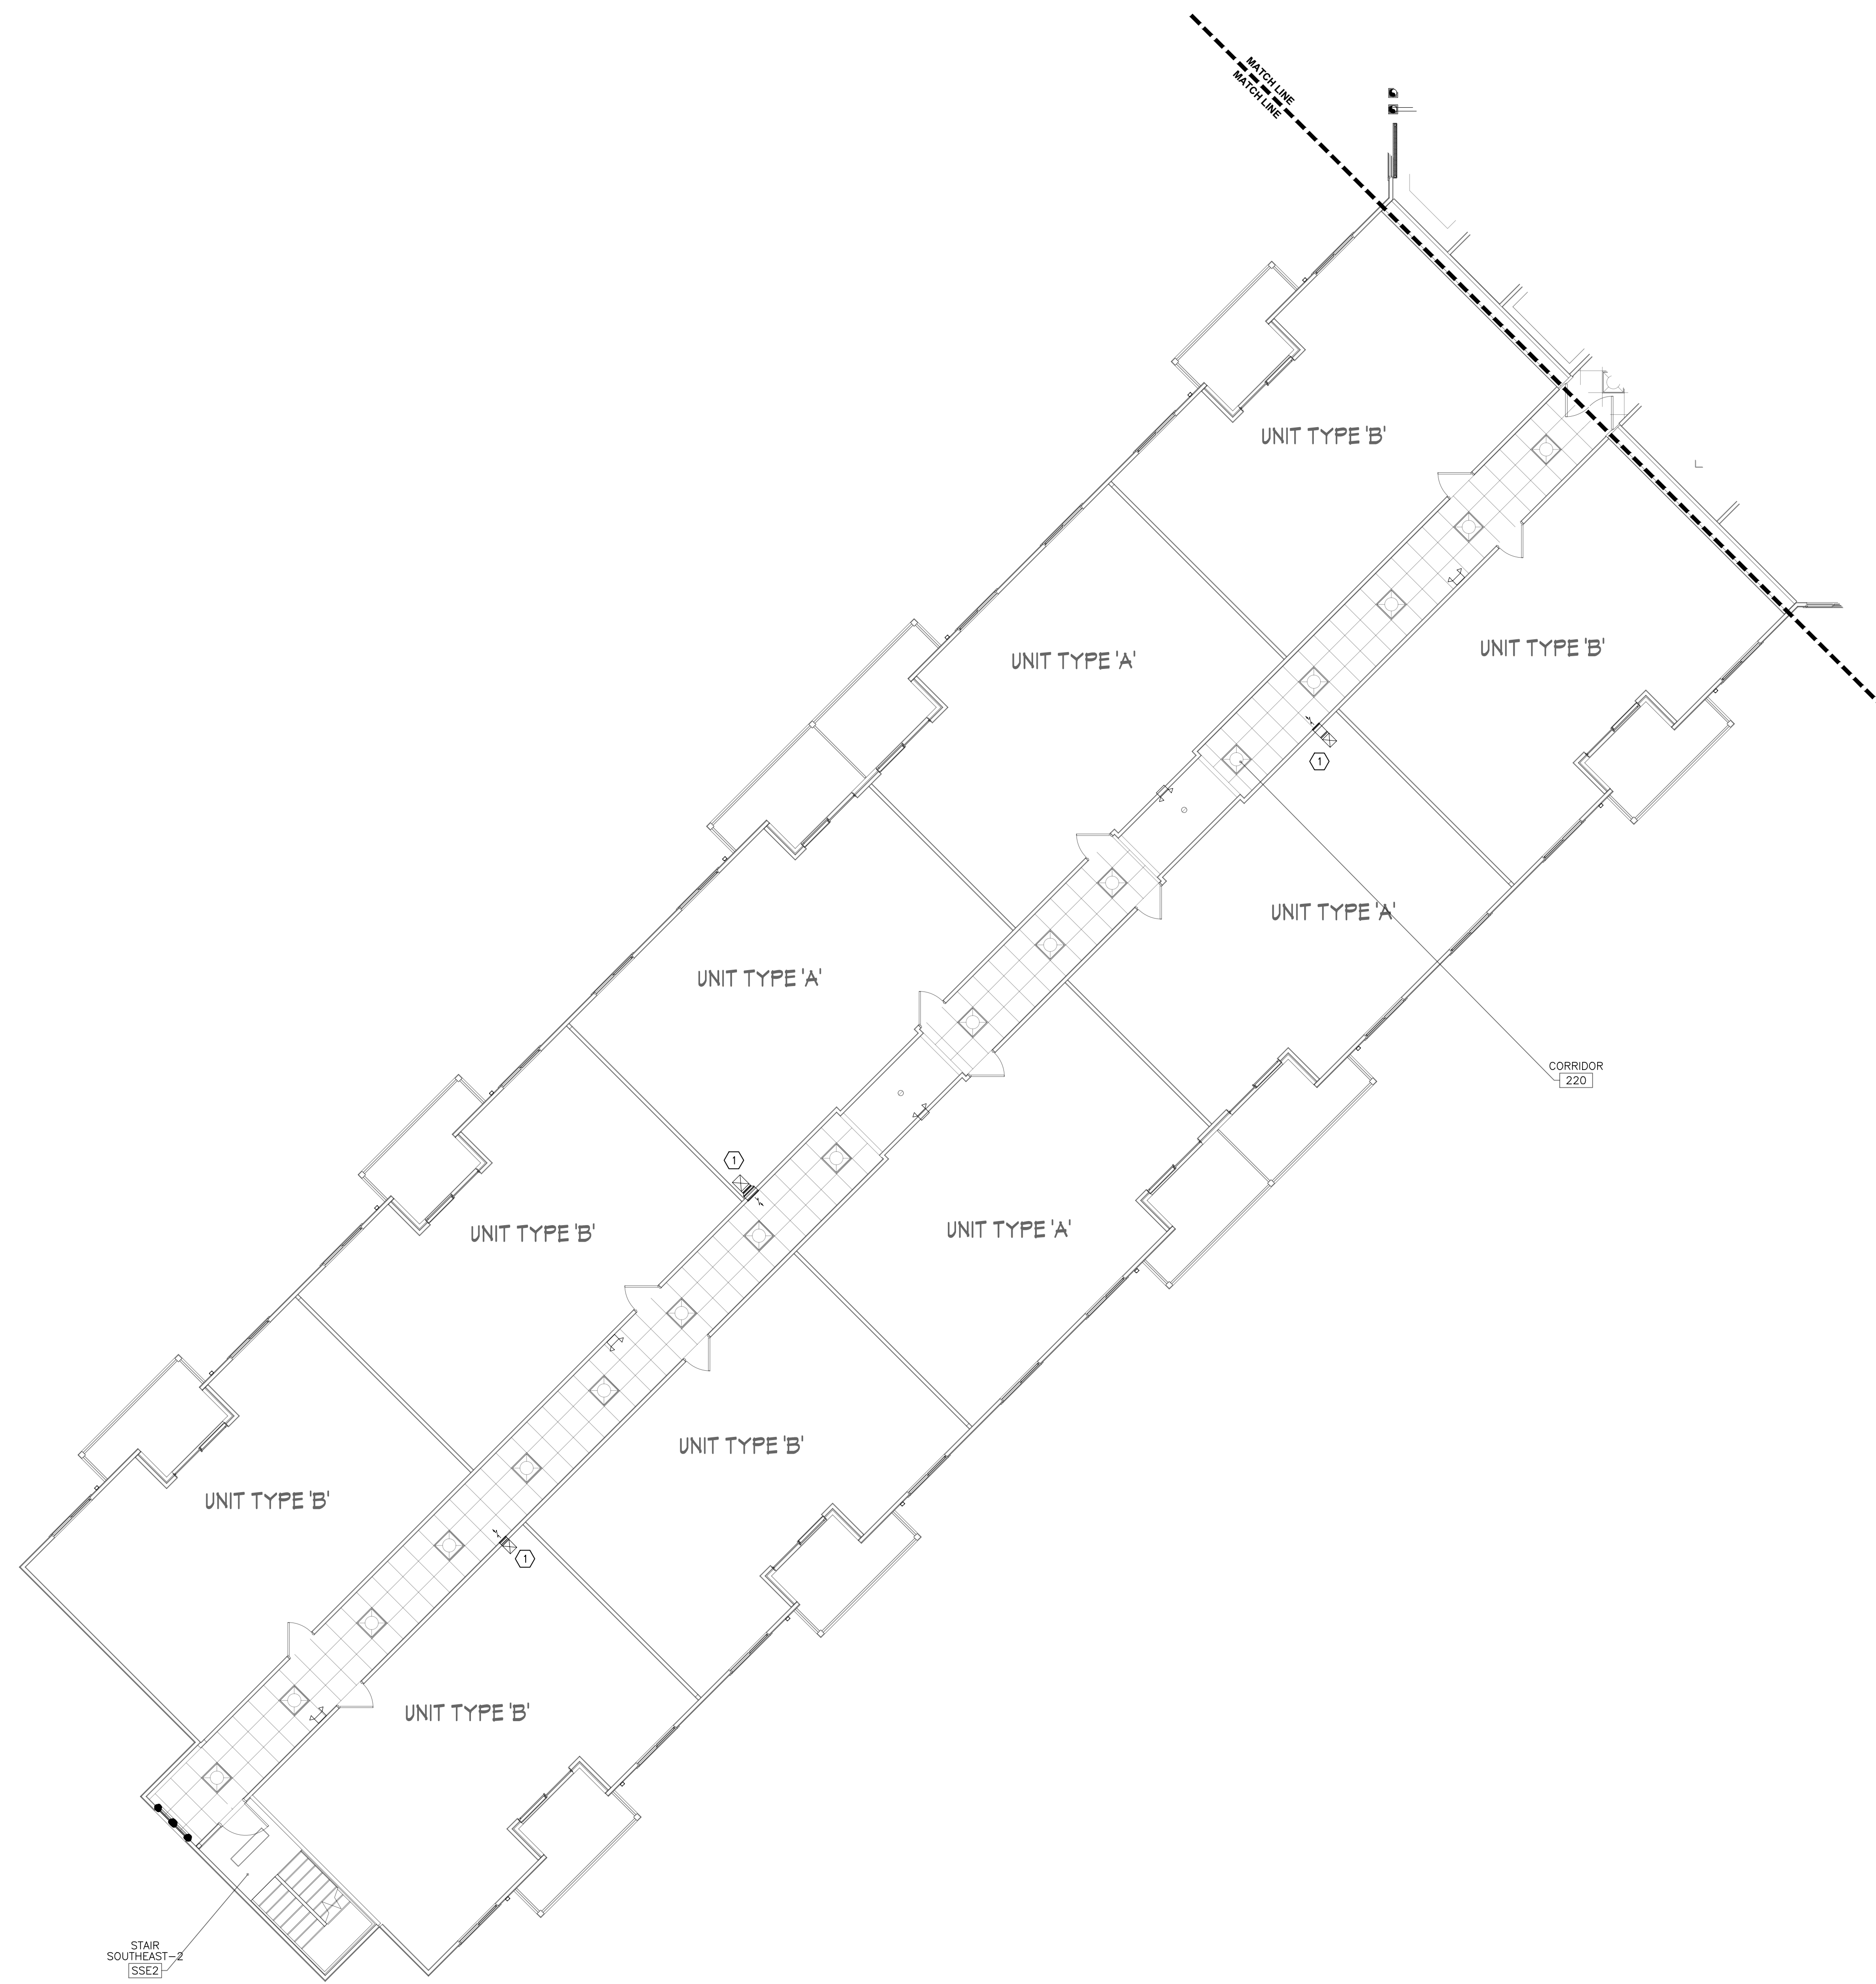 MATCH LINE
MATCH LINE
UNIT TYPE 'B'
UNIT TYPE 'B'
UNIT TYPE 'A'
1
UNIT TYPE 'A'
UNIT TYPE 'A'
CORRIDOR
220
1
UNIT TYPE 'B'
UNIT TYPE 'A'
UNIT TYPE 'B'
UNIT TYPE 'B'
1
UNIT TYPE 'B'
STAIR
SOUTHEAST-2
SSE2